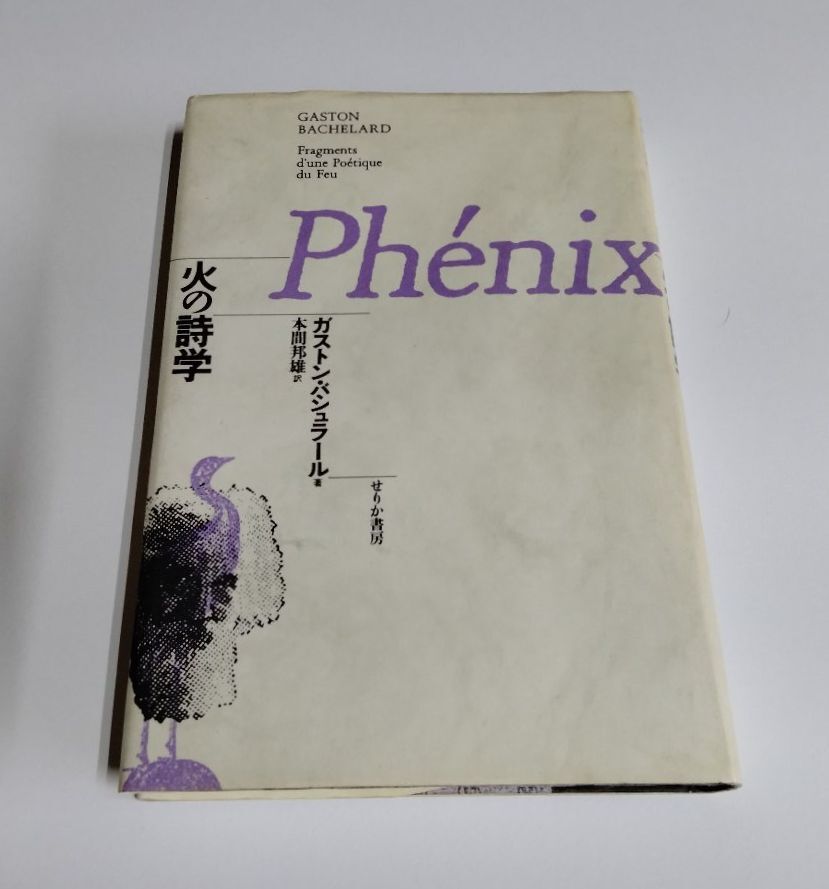 GASTON
BACHELARD
Fragments
d'une Poétique
du Feu
Phénix
火の詩学
ガストン・バシュラール 著
本間邦雄 訳
せりか書房